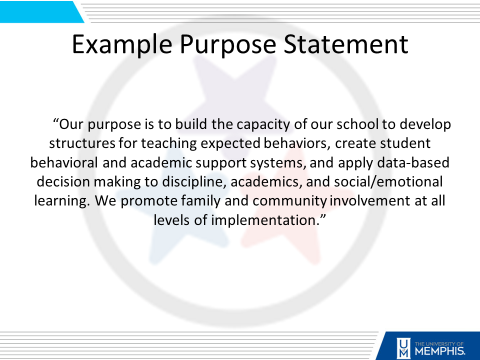 Example Purpose Statement
“Our purpose is to build the capacity of our school to develop
structures for teaching expected behaviors, create student
behavioral and academic support systems, and apply data-based
decision making to discipline, academics, and social/emotional
learning. We promote family and community involvement at all
levels of implementation.”
UM
THE UNIVERSITY OF
MEMPHIS.